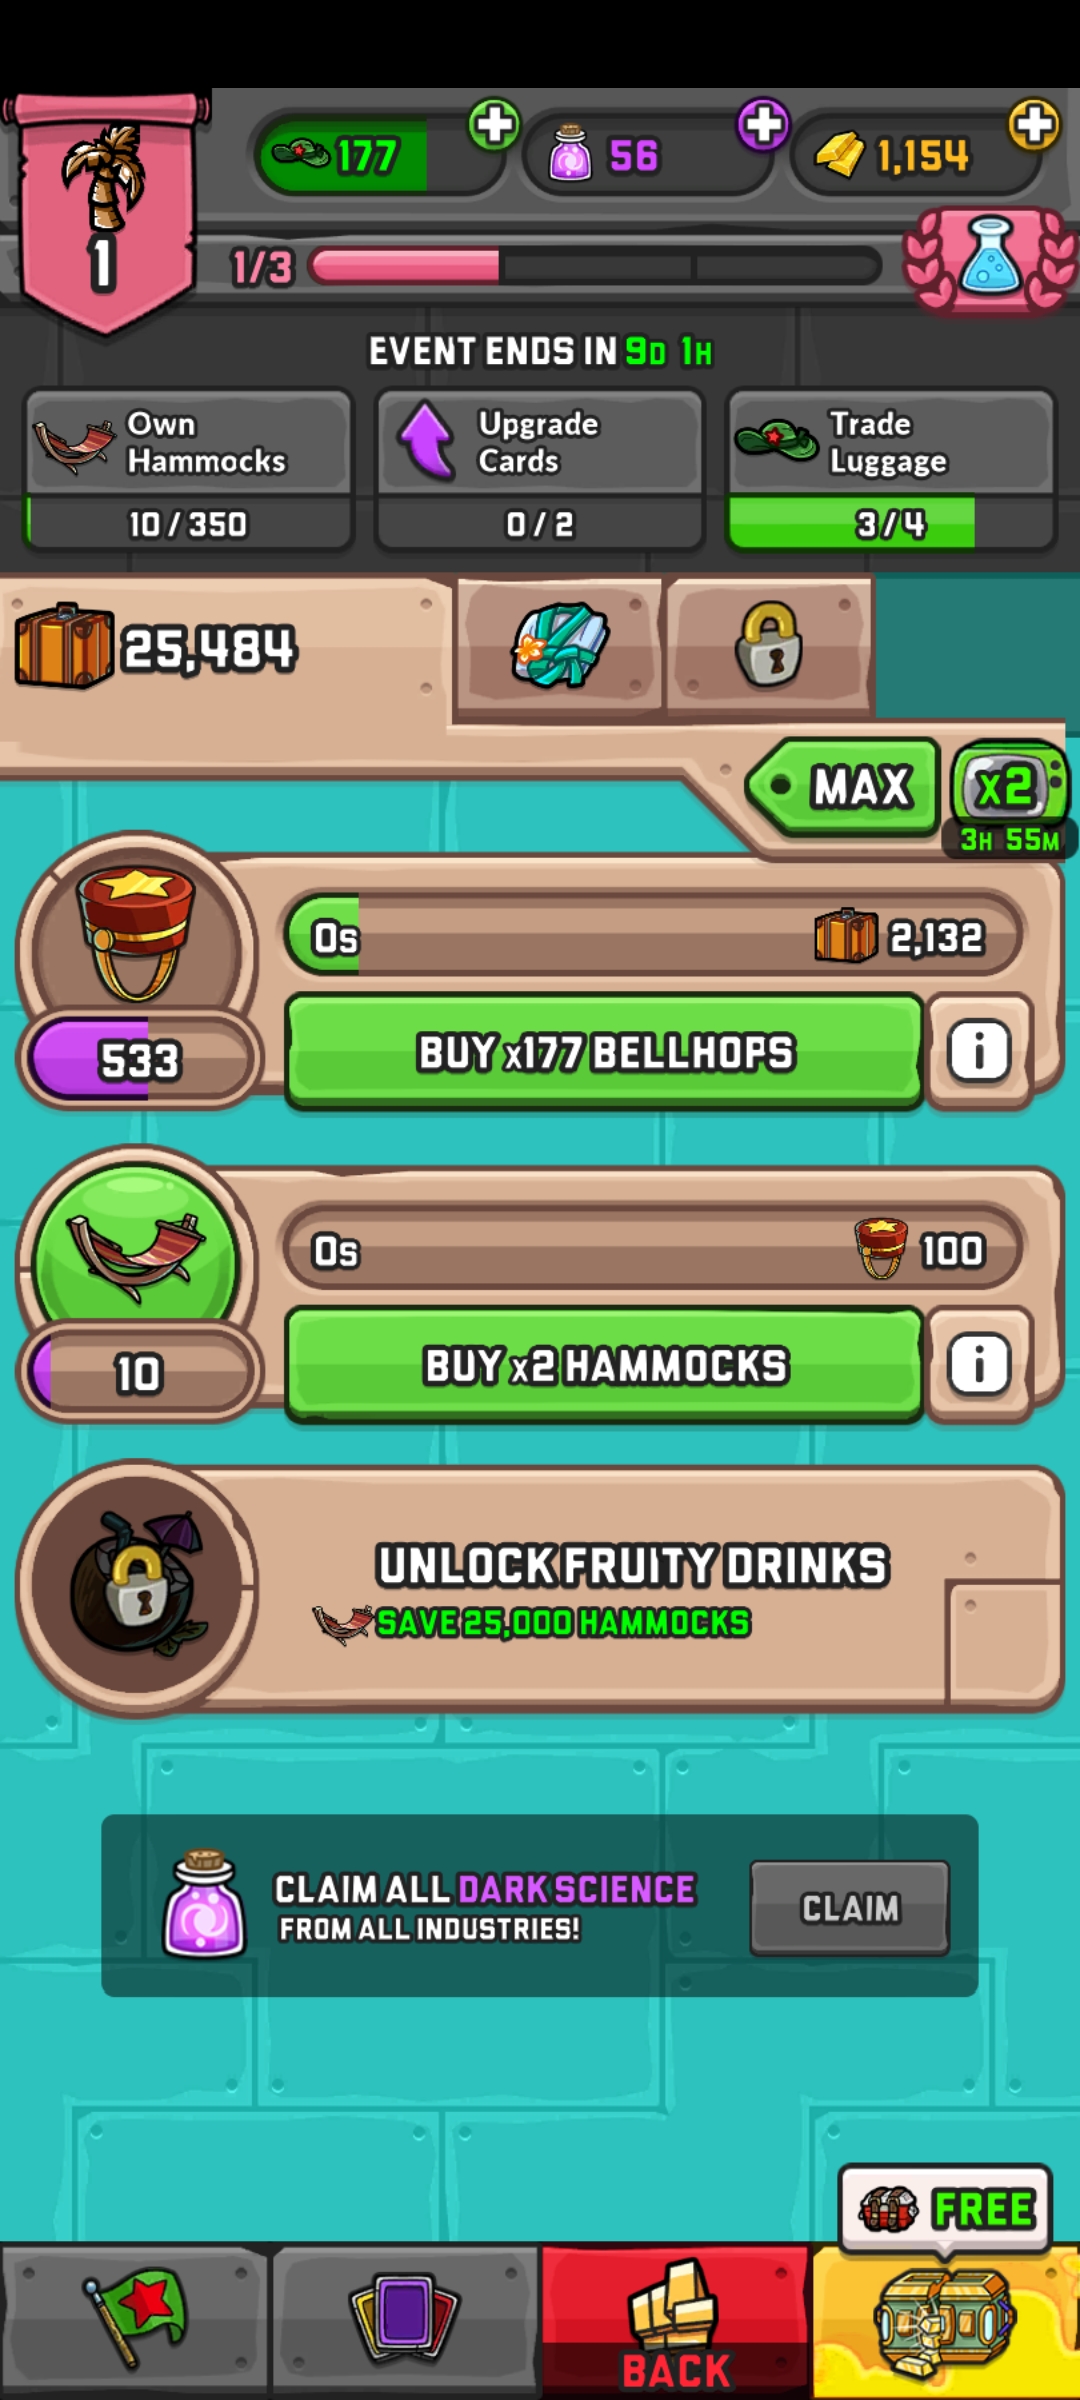 177
56
1,154
1
1/3
EVENT ENDS IN 9D 1H
Own
Hammocks
10 / 350
Upgrade
Cards
0 / 2
Trade
Luggage
3 / 4
25,484
MAX
x2
3H 55M
0s
2,132
533
BUY x177 BELLHOPS
i
0s
100
10
BUY x2 HAMMOCKS
i
UNLOCK FRUITY DRINKS
SAVE 25,000 HAMMOCKS
CLAIM ALL DARK SCIENCE
FROM ALL INDUSTRIES!
CLAIM
FREE
BACK